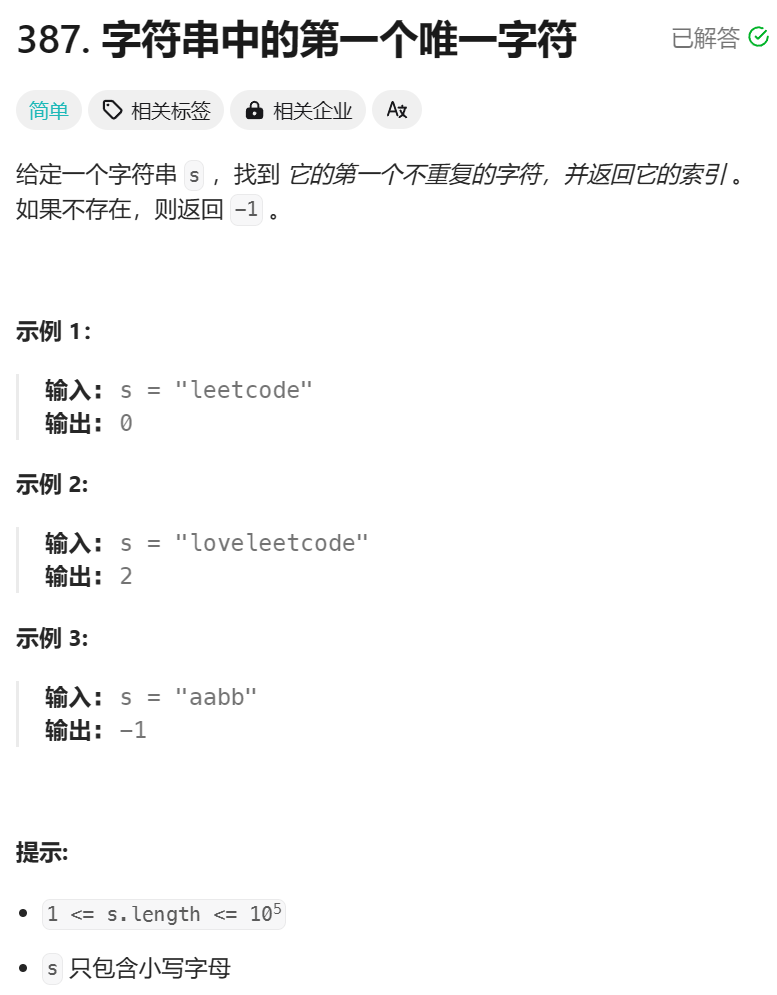 387. 字符串中的第一个唯一字符 已解答
简单 相关标签 相关企业 A文
给定一个字符串 s ，找到 它的第一个不重复的字符，并返回它的索引 。
如果不存在，则返回 -1 。
示例 1：
输入： s = "leetcode"
输出： 0
示例 2:
输入： s = "loveleetcode"
输出： 2
示例 3:
输入： s = "aabb"
输出： -1
提示:
1 <= s.length <= 10⁵
s 只包含小写字母